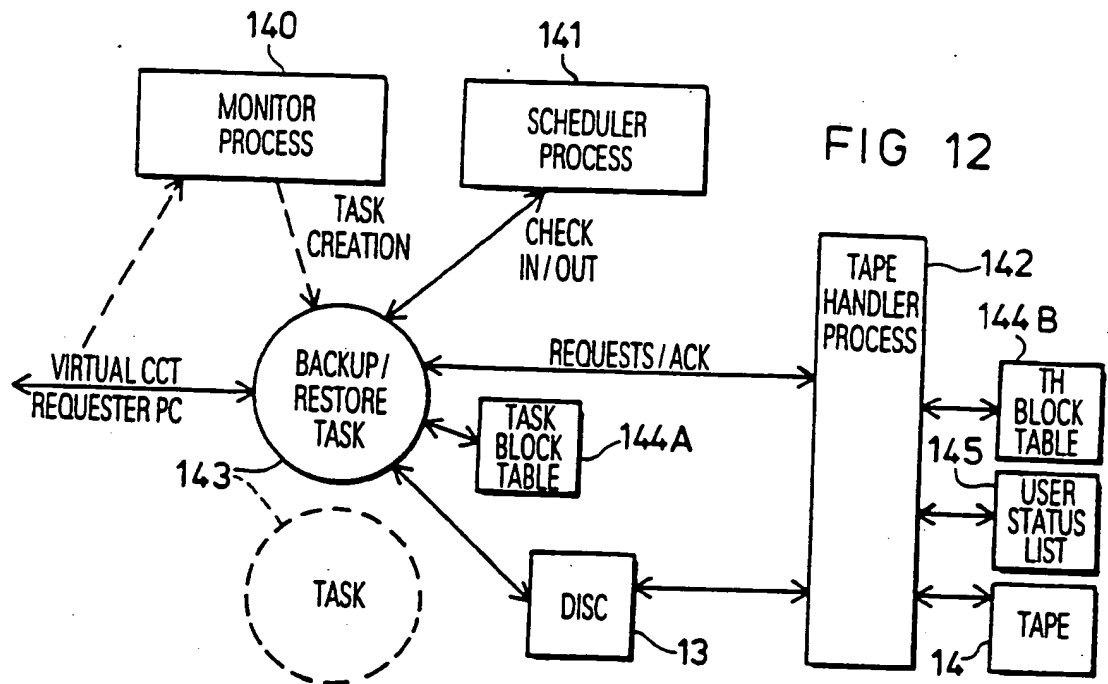 140
MONITOR
PROCESS
141
SCHEDULER
PROCESS
FIG 12
TASK
CREATION
CHECK
IN / OUT
TAPE
HANDLER
PROCESS
142
144B
TH
BLOCK
TABLE
VIRTUAL CCT
REQUESTER PC
BACKUP /
RESTORE
TASK
REQUESTS / ACK
TASK
BLOCK
TABLE
144A
145
USER
STATUS
LIST
143
TASK
DISC
13
14
TAPE